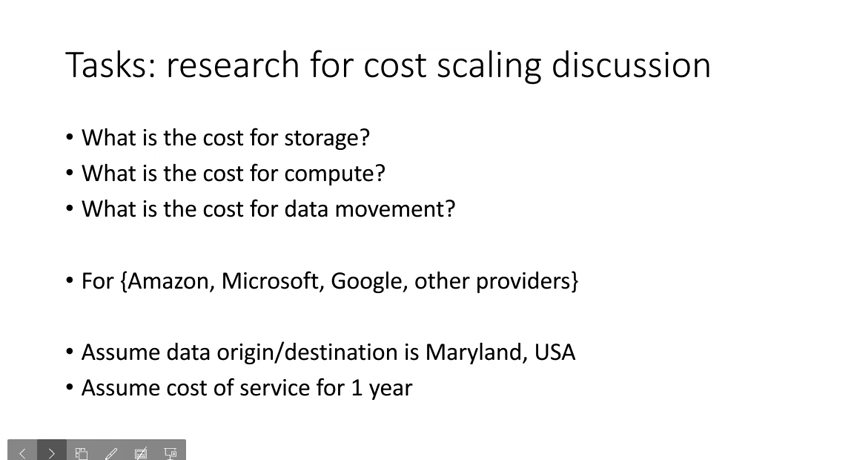 Tasks: research for cost scaling discussion
• What is the cost for storage?
• What is the cost for compute?
• What is the cost for data movement?
• For {Amazon, Microsoft, Google, other providers}
• Assume data origin/destination is Maryland, USA
• Assume cost of service for 1 year